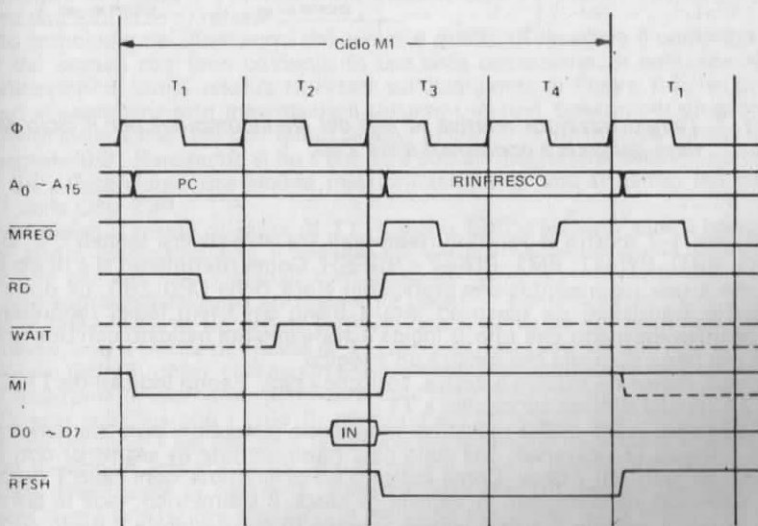 Ciclo M1
T1 T2 T3 T4 T1
Φ
A0 ~ A15 PC RINFRESCO
MREQ
RD
WAIT
M1
D0 ~ D7 IN
RFSH